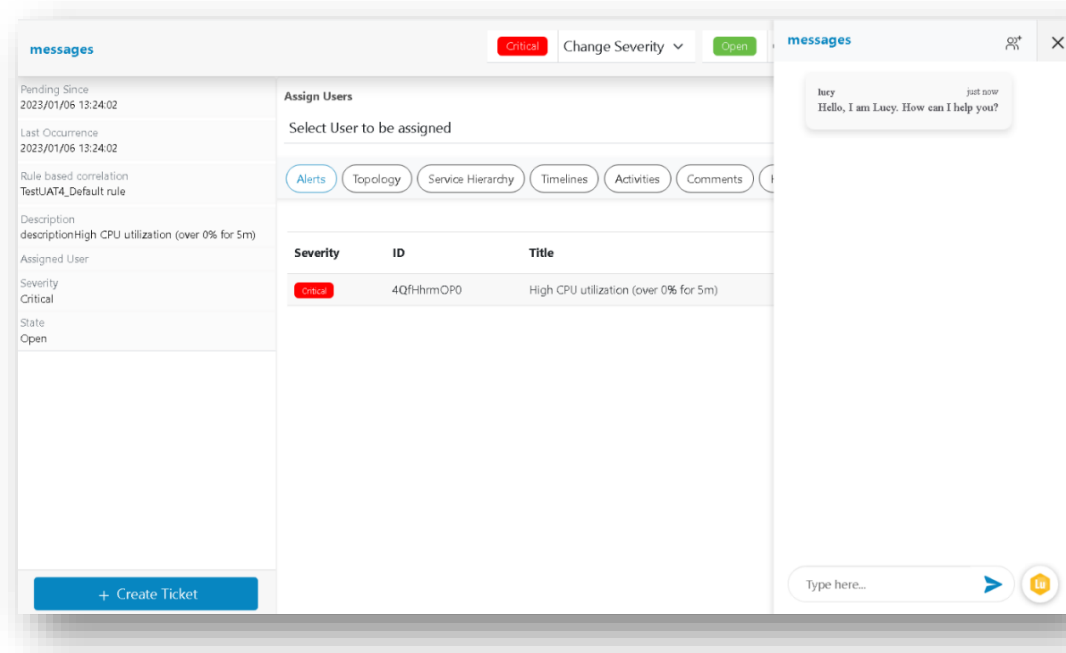 messages
Critical
Change Severity
Open
Pending Since
2023/01/06 13:24:02
Last Occurrence
2023/01/06 13:24:02
Rule based correlation
TestUAT4_Default rule
Description
descriptionHigh CPU utilization (over 0% for 5m)
Assigned User
Severity
Critical
State
Open
+ Create Ticket
Assign Users
Select User to be assigned
Alerts
Topology
Service Hierarchy
Timelines
Activities
Comments
Severity ID Title
Critical 4QfHhrmOP0 High CPU utilization (over 0% for 5m)
messages
lucy just now
Hello, I am Lucy. How can I help you?
Type here...
Lu